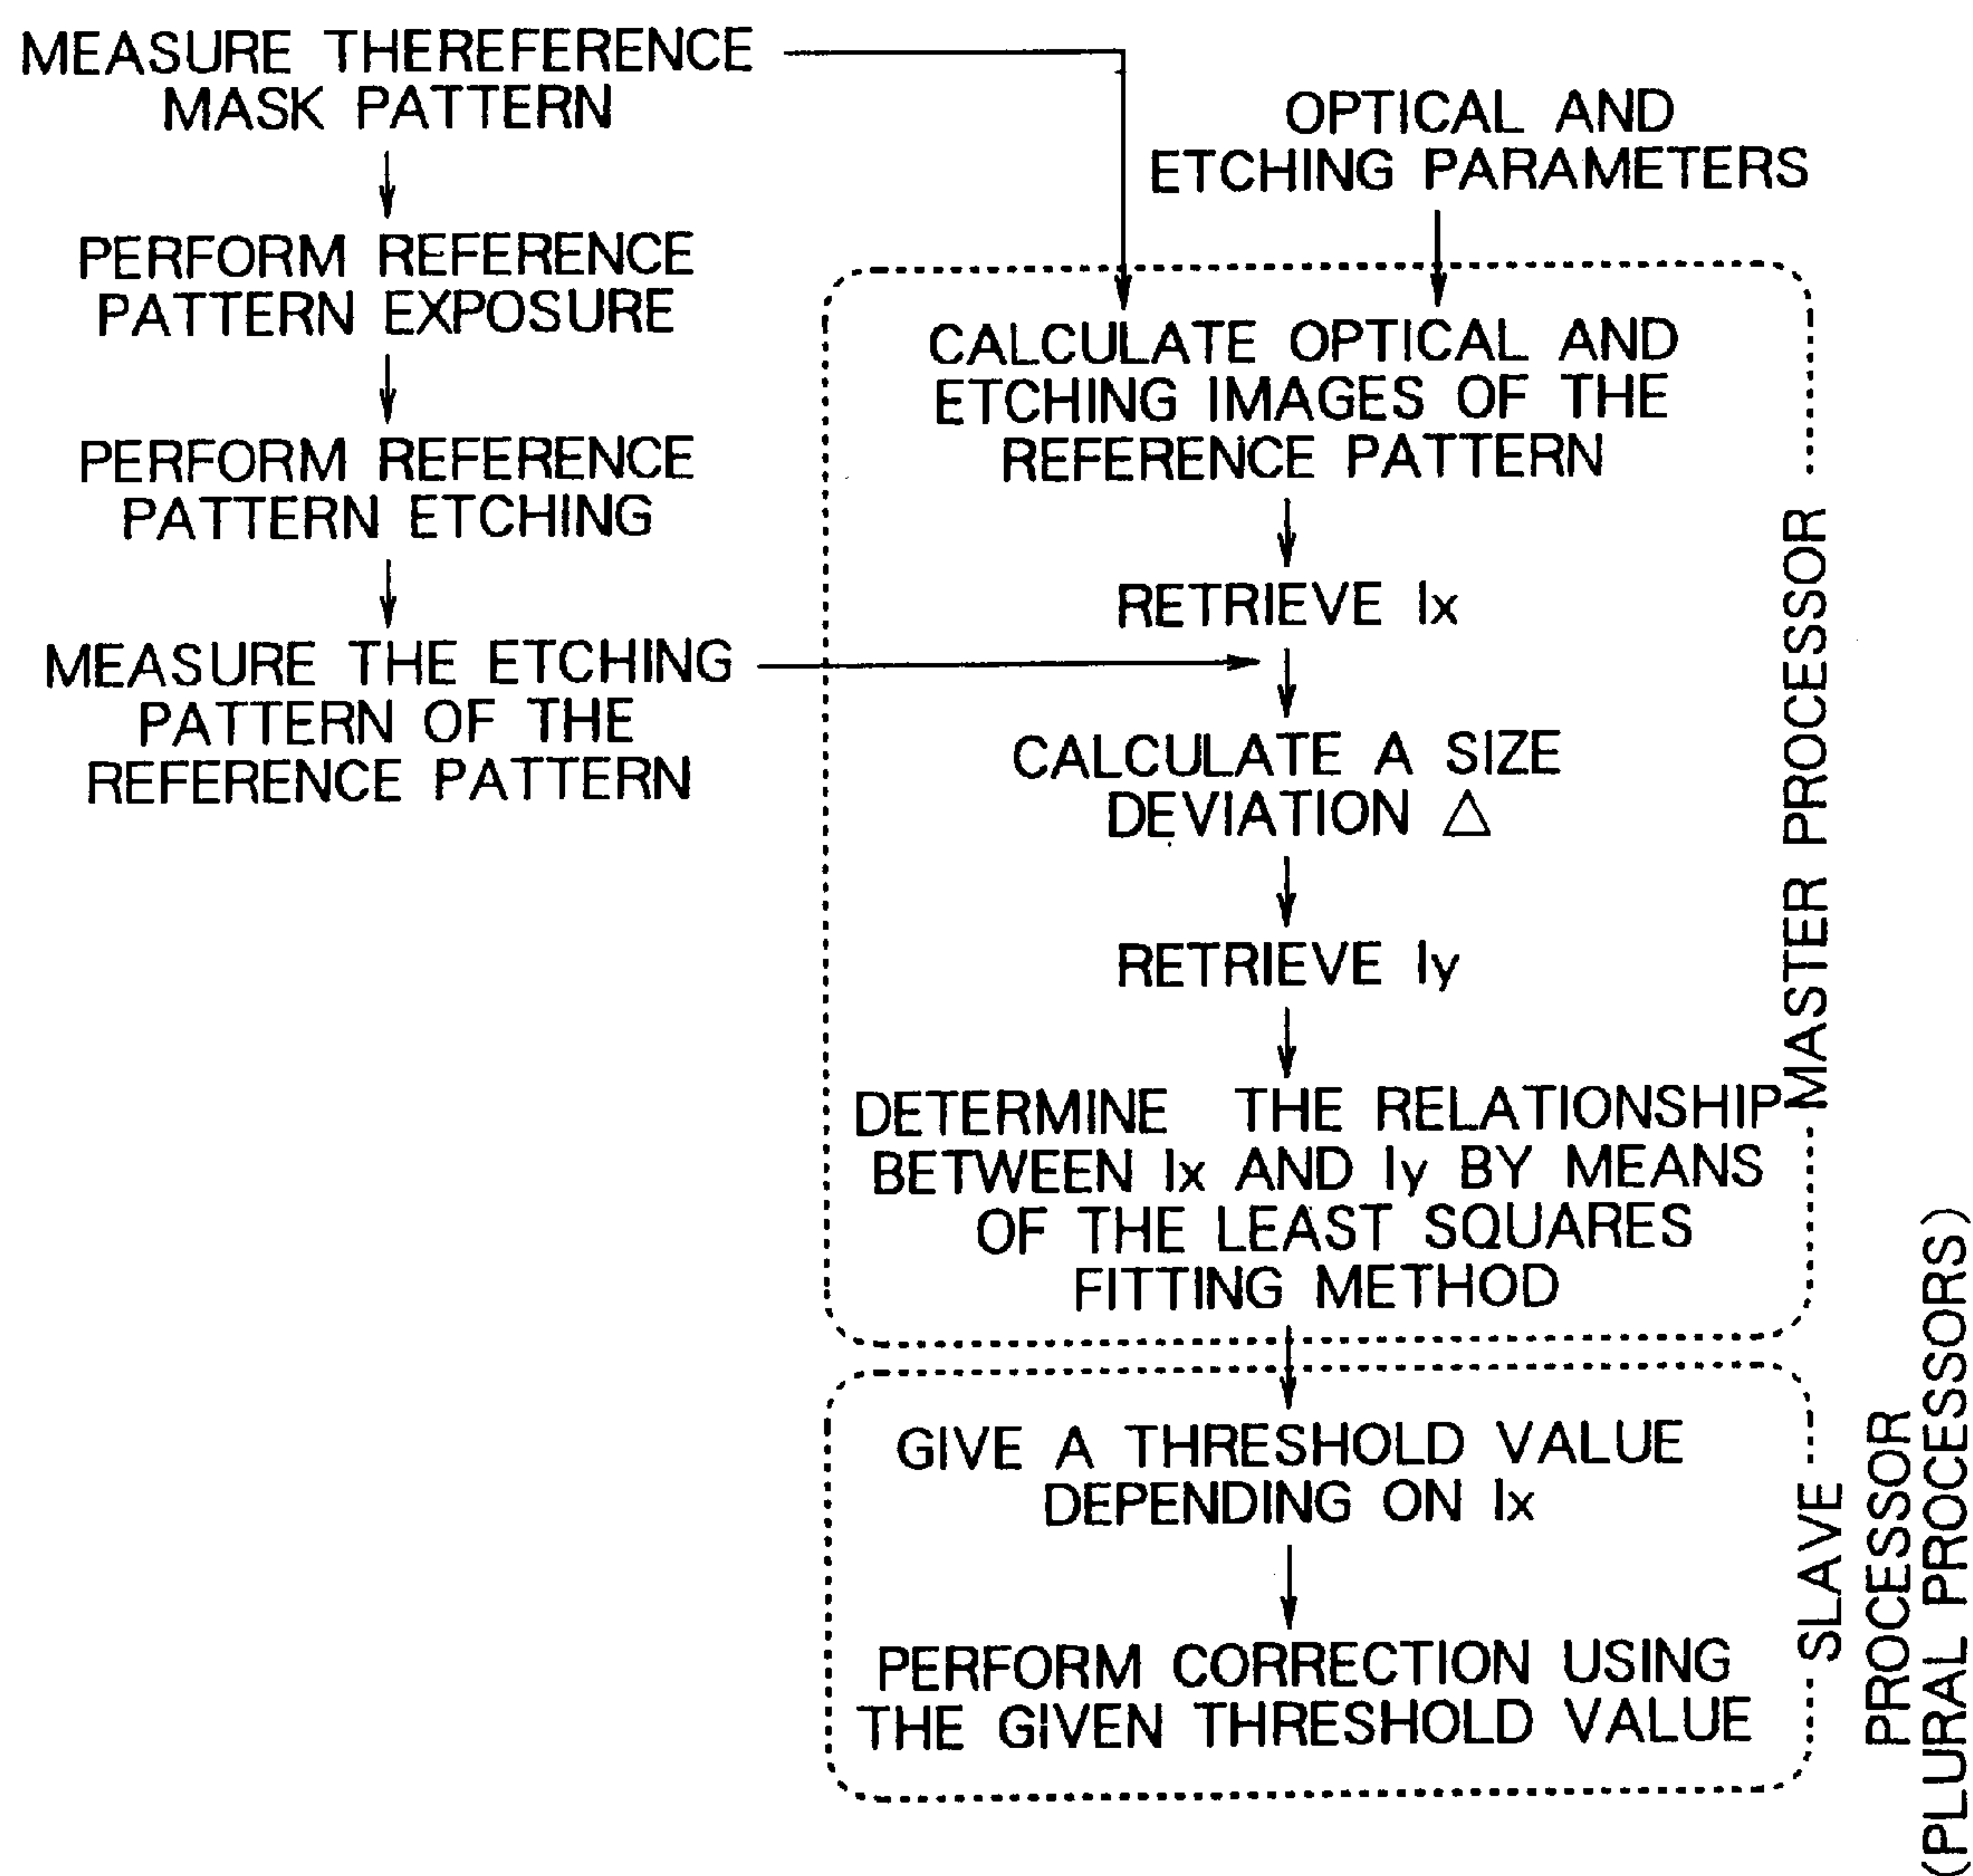 MEASURE THEREFERENCE
MASK PATTERN
PERFORM REFERENCE
PATTERN EXPOSURE
PERFORM REFERENCE
PATTERN ETCHING
MEASURE THE ETCHING
PATTERN OF THE
REFERENCE PATTERN
OPTICAL AND
ETCHING PARAMETERS
CALCULATE OPTICAL AND
ETCHING IMAGES OF THE
REFERENCE PATTERN
RETRIEVE Ix
CALCULATE A SIZE
DEVIATION △
RETRIEVE Iy
DETERMINE THE RELATIONSHIP
BETWEEN Ix AND Iy BY MEANS
OF THE LEAST SQUARES
FITTING METHOD
MASTER PROCESSOR
GIVE A THRESHOLD VALUE
DEPENDING ON Ix
PERFORM CORRECTION USING
THE GIVEN THRESHOLD VALUE
SLAVE
PROCESSOR
(PLURAL PROCESSORS)